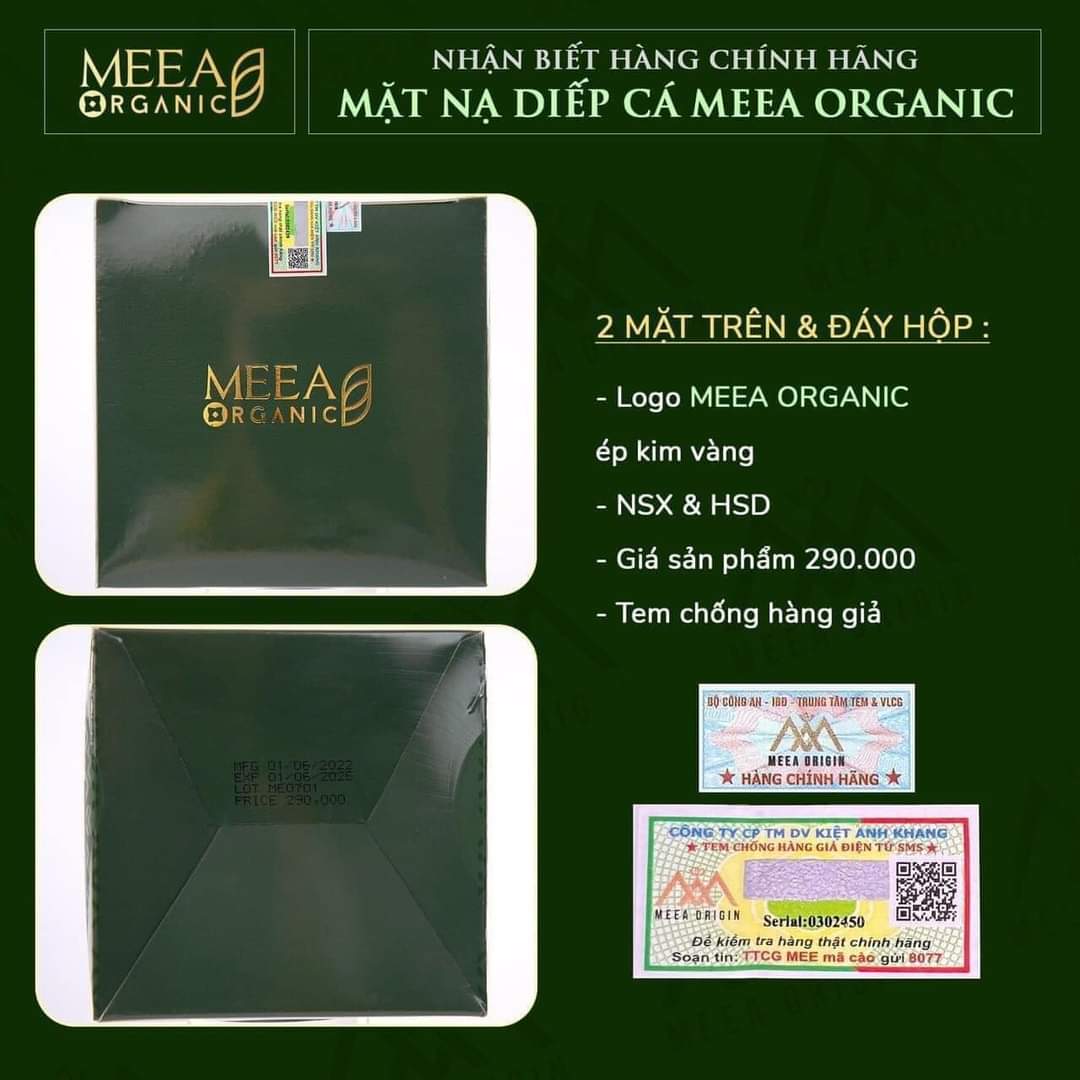 MEEA
ORGANIC
NHẬN BIẾT HÀNG CHÍNH HÃNG
MẶT NẠ DIẾP CÁ MEEA ORGANIC
MEEA
ORGANIC
2 MẶT TRÊN & ĐÁY HỘP :
- Logo MEEA ORGANIC
ép kim vàng
- NSX & HSD
- Giá sản phẩm 290.000
- Tem chống hàng giả
MFG 01/06/2022
EXP 01/06/2025
LOT ME0701
PRICE 290.000
BỘ CÔNG AN - IBD - TRUNG TÂM TEM & VLCG
MEEA ORIGIN
★ HÀNG CHÍNH HÃNG ★
CÔNG TY CP TM DV KIỆT ANH KHANG
★ TEM CHỐNG HÀNG GIẢ ĐIỆN TỬ SMS ★
MEEA ORIGIN
Serial:0302450
Để kiểm tra hàng thật chính hãng
Soạn tin: TTCG MEE mã cào gửi 8077
MEEA ORIGIN